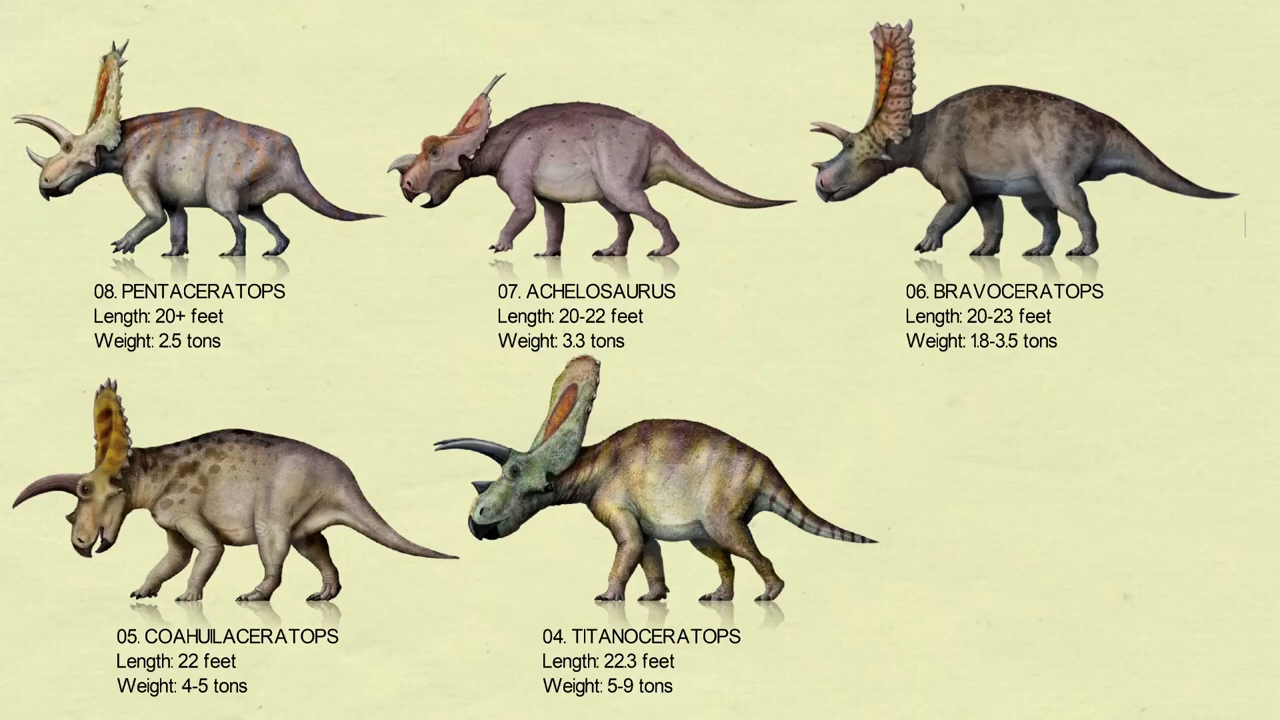 08. PENTACERATOPS
Length: 20+ feet
Weight: 2.5 tons
07. ACHELOSAURUS
Length: 20-22 feet
Weight: 3.3 tons
06. BRAVOCERATOPS
Length: 20-23 feet
Weight: 1.8-3.5 tons
05. COAHUILACERATOPS
Length: 22 feet
Weight: 4-5 tons
04. TITANOCERATOPS
Length: 22.3 feet
Weight: 5-9 tons